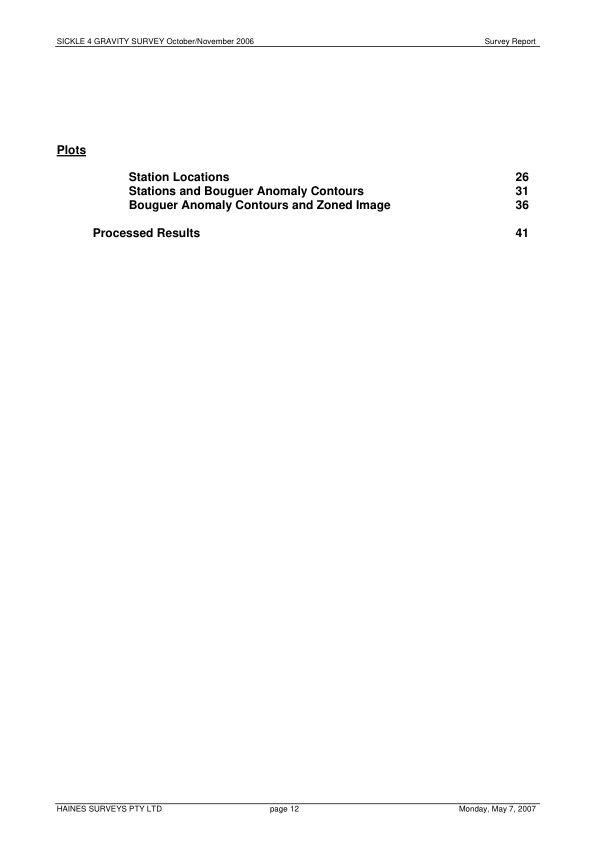 SICKLE 4 GRAVITY SURVEY October/November 2006 Survey Report
Plots
Station Locations 26
Stations and Bouguer Anomaly Contours 31
Bouguer Anomaly Contours and Zoned Image 36
Processed Results 41
HAINES SURVEYS PTY LTD page 12 Monday, May 7, 2007